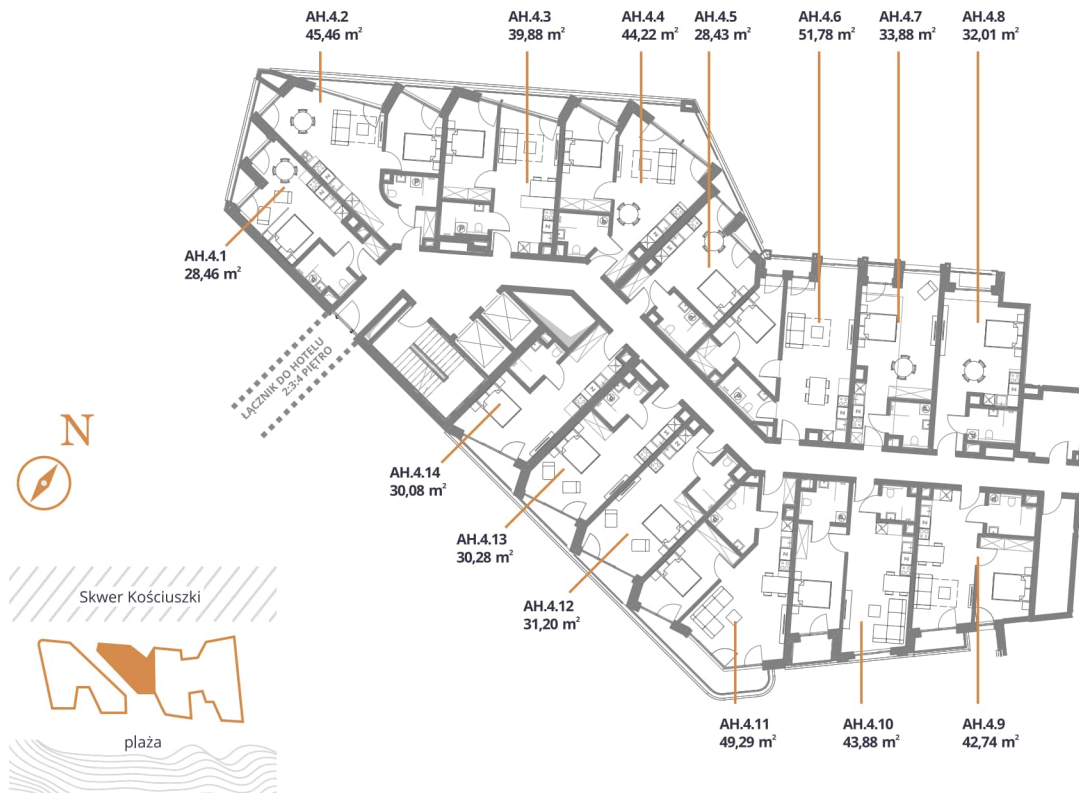 AH.4.2
45,46 m²
AH.4.3
39,88 m²
AH.4.4
44,22 m²
AH.4.5
28,43 m²
AH.4.6
51,78 m²
AH.4.7
33,88 m²
AH.4.8
32,01 m²
AH.4.1
28,46 m²
ŁĄCZNIK DO HOTELU
2:3:4 PIĘTRO
N
AH.4.14
30,08 m²
AH.4.13
30,28 m²
AH.4.12
31,20 m²
AH.4.11
49,29 m²
AH.4.10
43,88 m²
AH.4.9
42,74 m²
Skwer Kościuszki
plaża